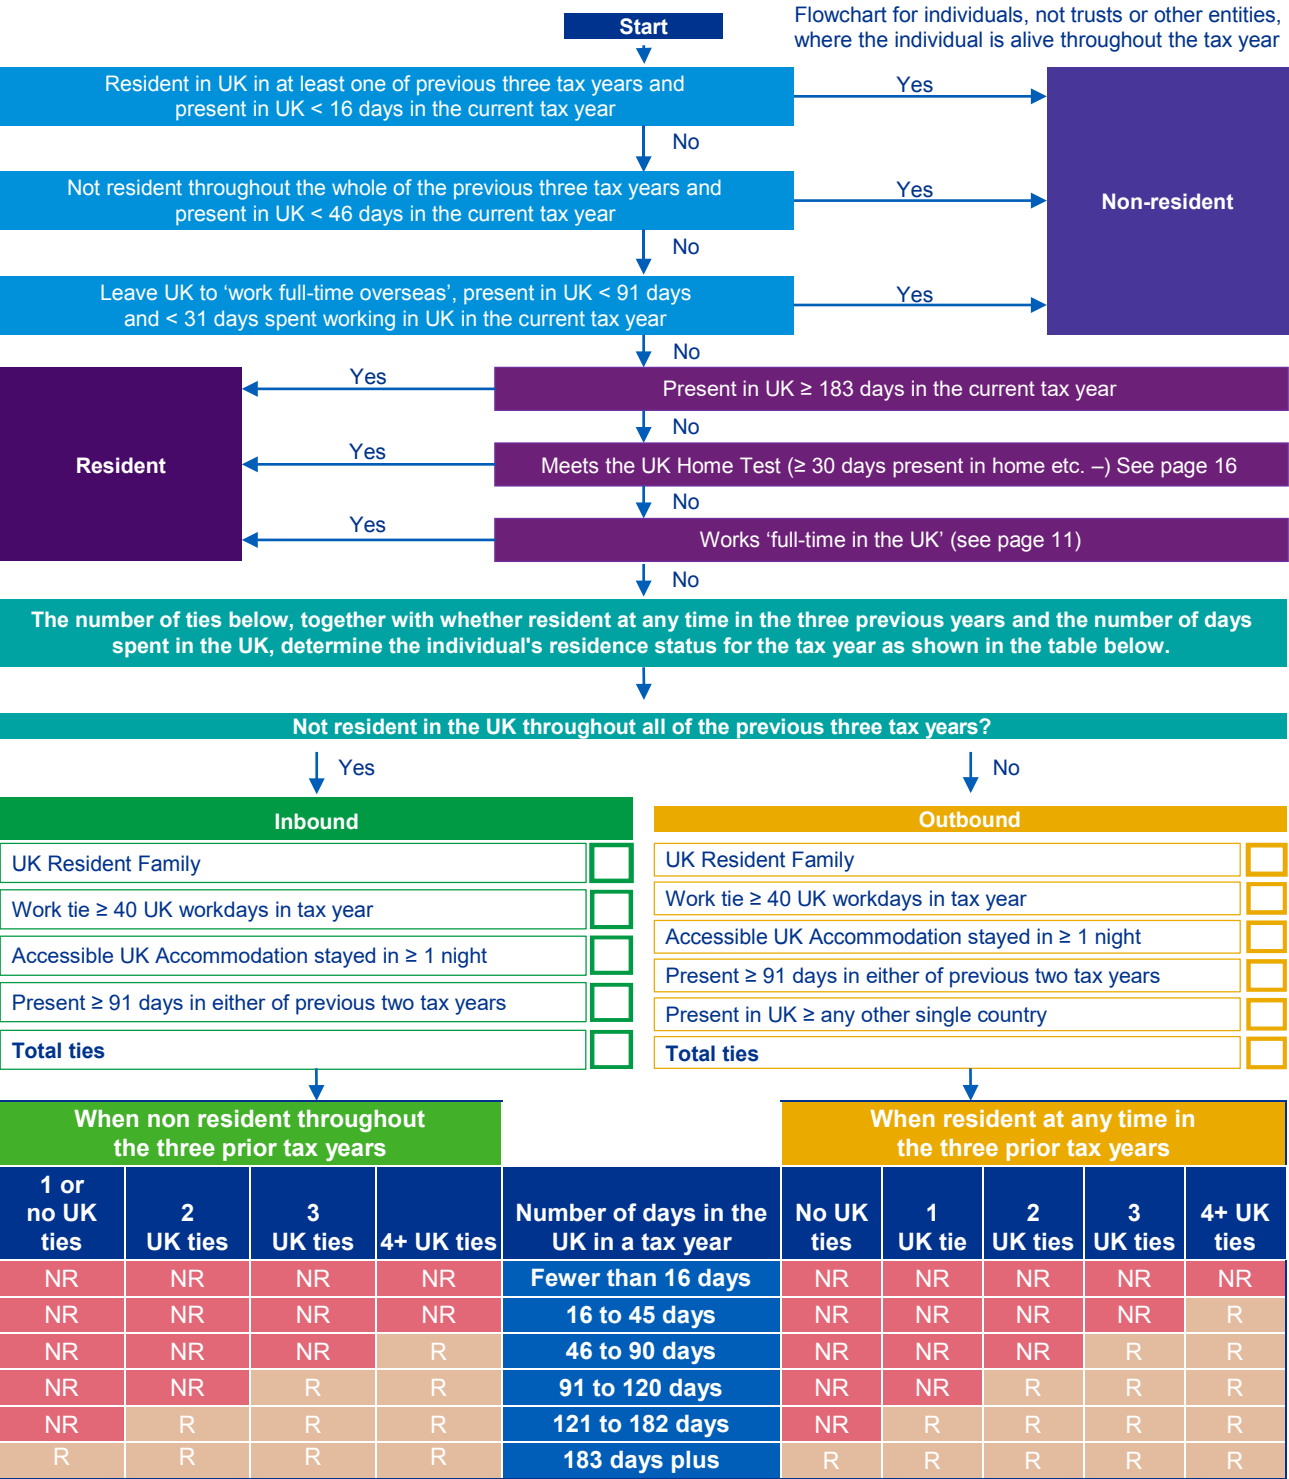 Start
Flowchart for individuals, not trusts or other entities,
where the individual is alive throughout the tax year
Resident in UK in at least one of previous three tax years and
present in UK < 16 days in the current tax year
Yes
No
Not resident throughout the whole of the previous three tax years and
present in UK < 46 days in the current tax year
Yes
Non-resident
No
Leave UK to ‘work full-time overseas’, present in UK < 91 days
and < 31 days spent working in UK in the current tax year
Yes
No
Yes
Present in UK ≥ 183 days in the current tax year
No
Resident
Yes
Meets the UK Home Test (≥ 30 days present in home etc. –) See page 16
No
Yes
Works ‘full-time in the UK’ (see page 11)
No
The number of ties below, together with whether resident at any time in the three previous years and the number of days
spent in the UK, determine the individual's residence status for the tax year as shown in the table below.
Not resident in the UK throughout all of the previous three tax years?
Yes
No
Inbound
UK Resident Family
Work tie ≥ 40 UK workdays in tax year
Accessible UK Accommodation stayed in ≥ 1 night
Present ≥ 91 days in either of previous two tax years
Total ties
Outbound
UK Resident Family
Work tie ≥ 40 UK workdays in tax year
Accessible UK Accommodation stayed in ≥ 1 night
Present ≥ 91 days in either of previous two tax years
Present in UK ≥ any other single country
Total ties
When non resident throughout
the three prior tax years
When resident at any time in
the three prior tax years
1 or
no UK
ties
2
UK ties
3
UK ties
4+ UK ties
Number of days in the
UK in a tax year
No UK
ties
1
UK tie
2
UK ties
3
UK ties
4+ UK
ties
NR NR NR NR Fewer than 16 days NR NR NR NR NR
NR NR NR NR 16 to 45 days NR NR NR NR R
NR NR NR R 46 to 90 days NR NR NR R R
NR NR R R 91 to 120 days NR NR R R R
NR R R R 121 to 182 days NR R R R R
R R R R 183 days plus R R R R R